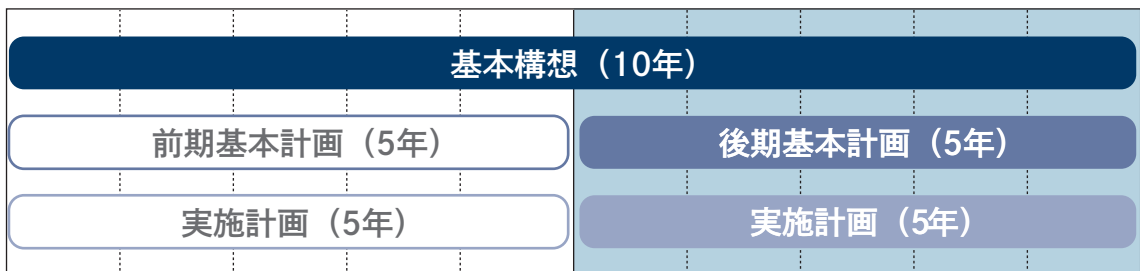 基本構想（10年）
前期基本計画（5年）
後期基本計画（5年）
実施計画（5年）
実施計画（5年）